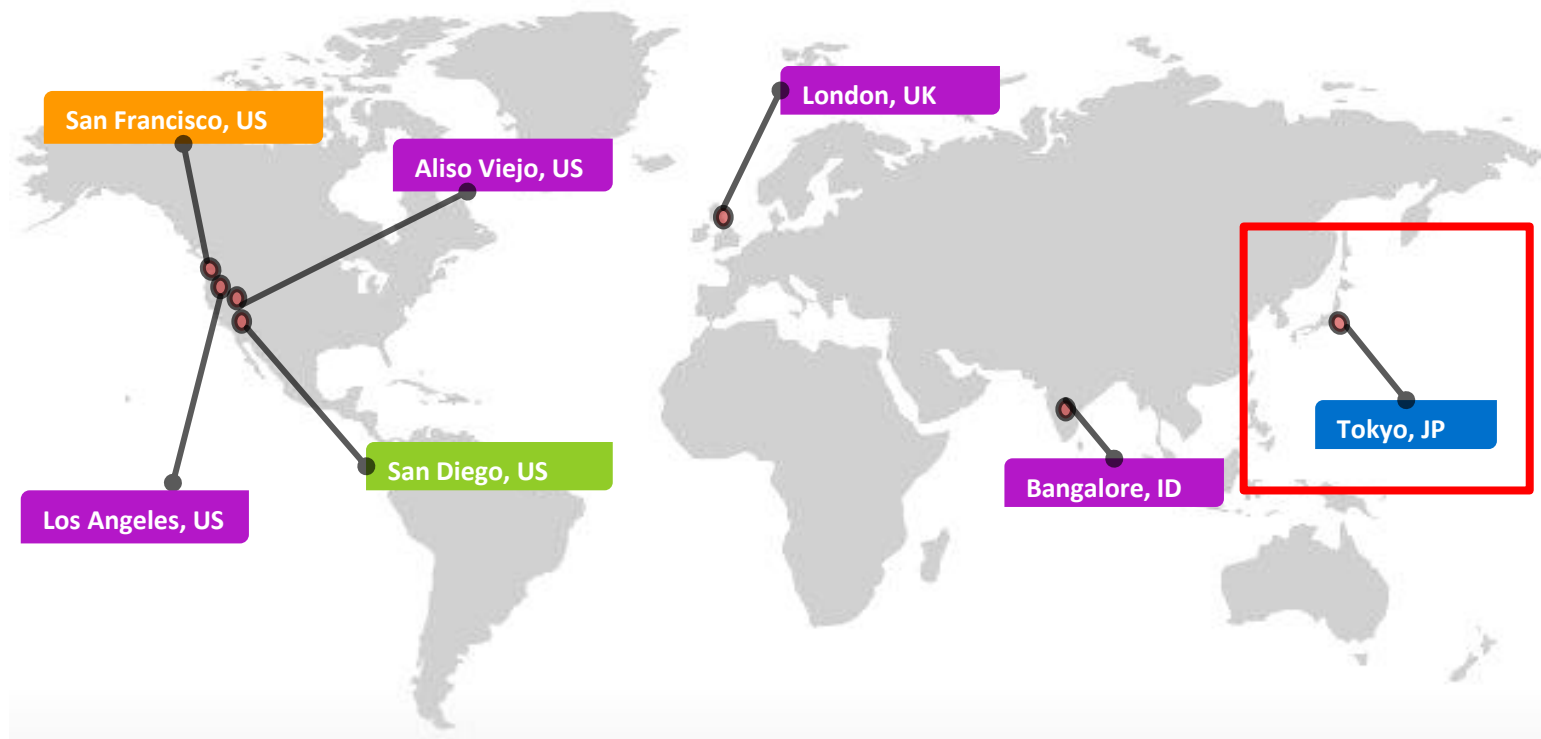 London, UK
San Francisco, US
Aliso Viejo, US
Tokyo, JP
San Diego, US
Bangalore, ID
Los Angeles, US